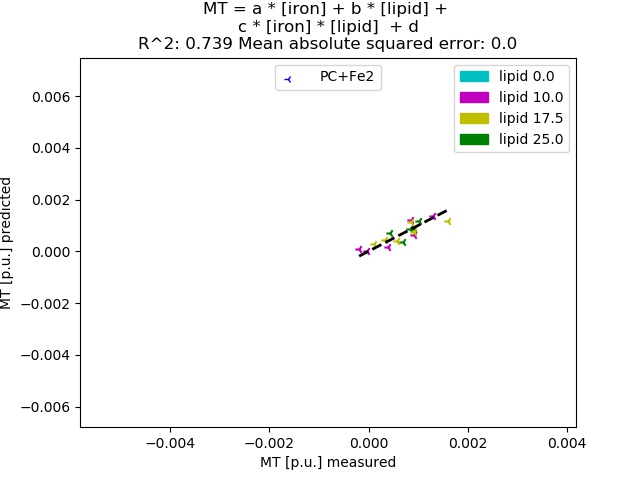 MT = a * [iron] + b * [lipid] +
c * [iron] * [lipid]  + d
R^2: 0.739 Mean absolute squared error: 0.0
PC+Fe2
lipid 0.0
lipid 10.0
lipid 17.5
lipid 25.0
0.006
0.004
0.002
0.000
−0.002
−0.004
−0.006
MT [p.u.] predicted
−0.004
−0.002
0.000
0.002
0.004
MT [p.u.] measured